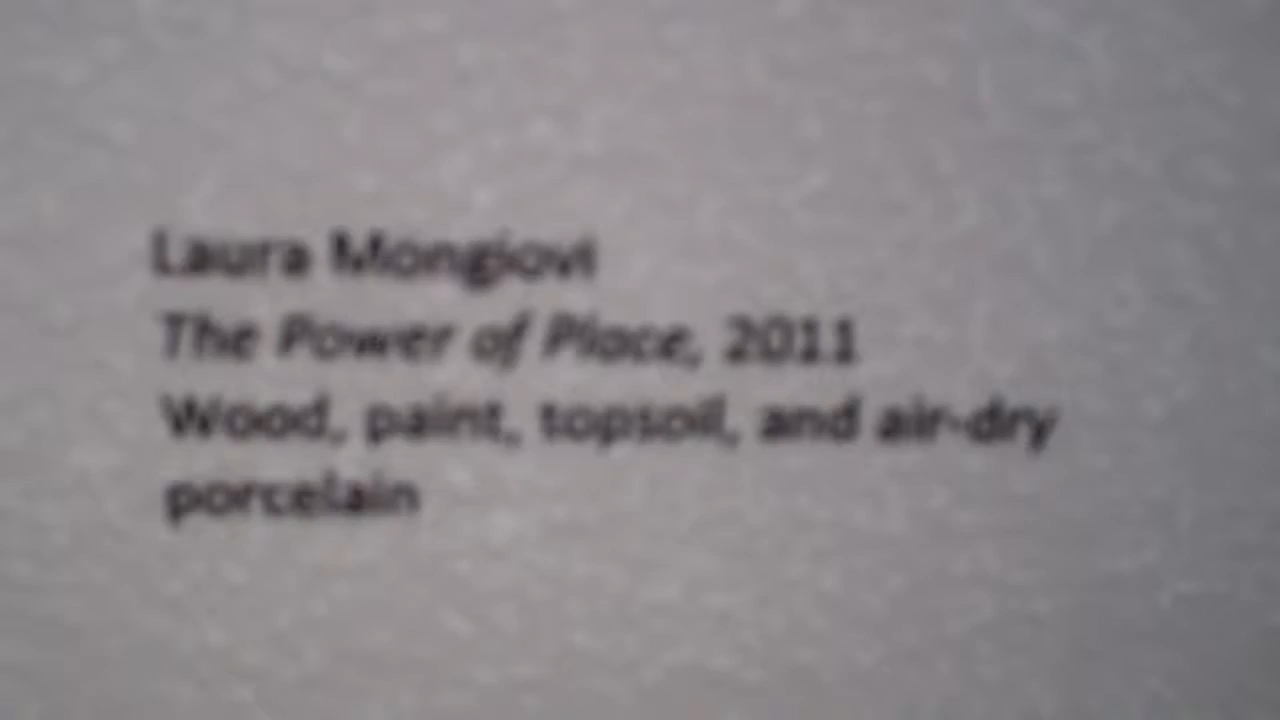 Laura Mongiovi
The Power of Place, 2011
Wood, paint, topsoil, and air-dry
porcelain